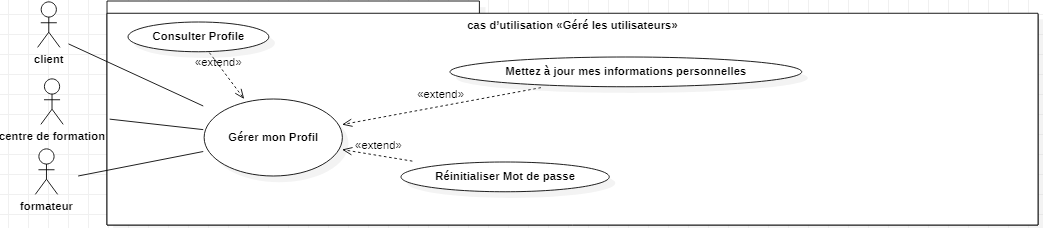 cas d’utilisation «Géré les utilisateurs»
Consulter Profile
client
«extend»
Mettez à jour mes informations personnelles
«extend»
centre de formation
Gérer mon Profil
«extend»
Réinitialiser Mot de passe
formateur